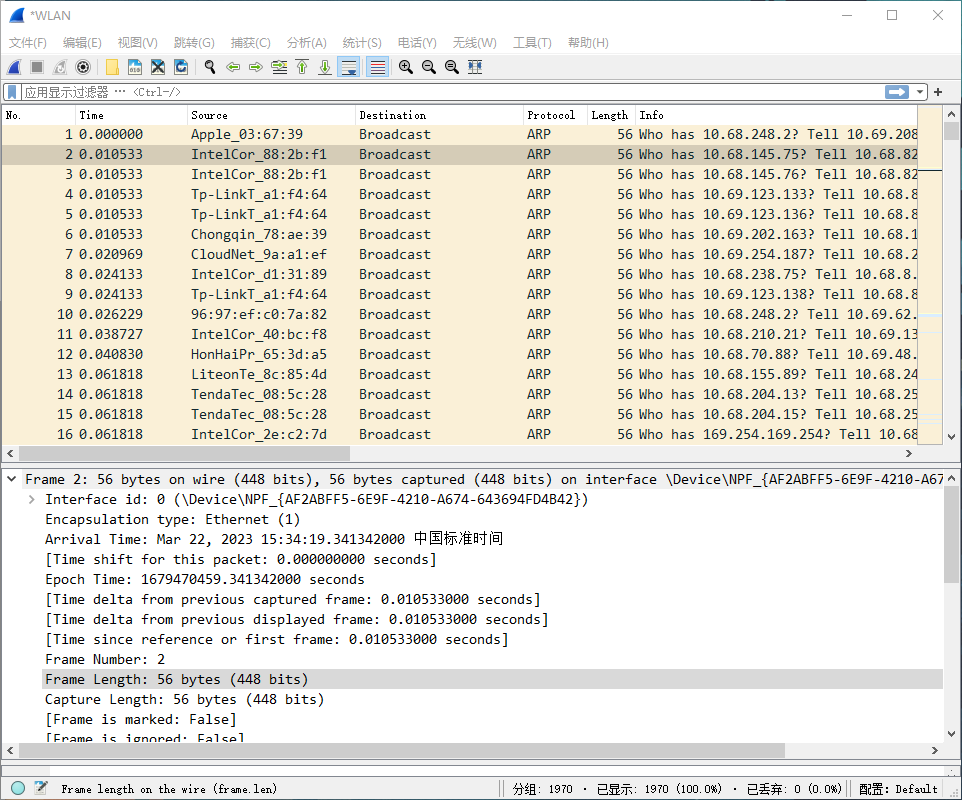 *WLAN
文件(F) 编辑(E) 视图(V) 跳转(G) 捕获(C) 分析(A) 统计(S) 电话(Y) 无线(W) 工具(T) 帮助(H)
应用显示过滤器 … <Ctrl-/>
No. Time Source Destination Protocol Length Info
1 0.000000 Apple_03:67:39 Broadcast ARP 56 Who has 10.68.248.2? Tell 10.69.208
2 0.010533 IntelCor_88:2b:f1 Broadcast ARP 56 Who has 10.68.145.75? Tell 10.68.82
3 0.010533 IntelCor_88:2b:f1 Broadcast ARP 56 Who has 10.68.145.76? Tell 10.68.82
4 0.010533 Tp-LinkT_a1:f4:64 Broadcast ARP 56 Who has 10.69.123.133? Tell 10.68.8
5 0.010533 Tp-LinkT_a1:f4:64 Broadcast ARP 56 Who has 10.69.123.136? Tell 10.68.8
6 0.010533 Chongqin_78:ae:39 Broadcast ARP 56 Who has 10.69.202.163? Tell 10.68.1
7 0.020969 CloudNet_9a:a1:ef Broadcast ARP 56 Who has 10.69.254.187? Tell 10.68.2
8 0.024133 IntelCor_d1:31:89 Broadcast ARP 56 Who has 10.68.238.75? Tell 10.68.8.
9 0.024133 Tp-LinkT_a1:f4:64 Broadcast ARP 56 Who has 10.69.123.138? Tell 10.68.8
10 0.026229 96:97:ef:c0:7a:82 Broadcast ARP 56 Who has 10.68.248.2? Tell 10.69.62.
11 0.038727 IntelCor_40:bc:f8 Broadcast ARP 56 Who has 10.68.210.21? Tell 10.69.13
12 0.040830 HonHaiPr_65:3d:a5 Broadcast ARP 56 Who has 10.68.70.88? Tell 10.69.48.
13 0.061818 LiteonTe_8c:85:4d Broadcast ARP 56 Who has 10.68.155.89? Tell 10.68.24
14 0.061818 TendaTec_08:5c:28 Broadcast ARP 56 Who has 10.68.204.13? Tell 10.68.25
15 0.061818 TendaTec_08:5c:28 Broadcast ARP 56 Who has 10.68.204.15? Tell 10.68.25
16 0.061818 IntelCor_2e:c2:7d Broadcast ARP 56 Who has 169.254.169.254? Tell 10.68
Frame 2: 56 bytes on wire (448 bits), 56 bytes captured (448 bits) on interface \Device\NPF_{AF2ABFF5-6E9F-4210-A67
Interface id: 0 (\Device\NPF_{AF2ABFF5-6E9F-4210-A674-643694FD4B42})
Encapsulation type: Ethernet (1)
Arrival Time: Mar 22, 2023 15:34:19.341342000 中国标准时间
[Time shift for this packet: 0.000000000 seconds]
Epoch Time: 1679470459.341342000 seconds
[Time delta from previous captured frame: 0.010533000 seconds]
[Time delta from previous displayed frame: 0.010533000 seconds]
[Time since reference or first frame: 0.010533000 seconds]
Frame Number: 2
Frame Length: 56 bytes (448 bits)
Capture Length: 56 bytes (448 bits)
[Frame is marked: False]
[Frame is ignored: False]
Frame length on the wire (frame.len) 分组: 1970 · 已显示: 1970 (100.0%) · 已丢弃: 0 (0.0%) 配置: Default